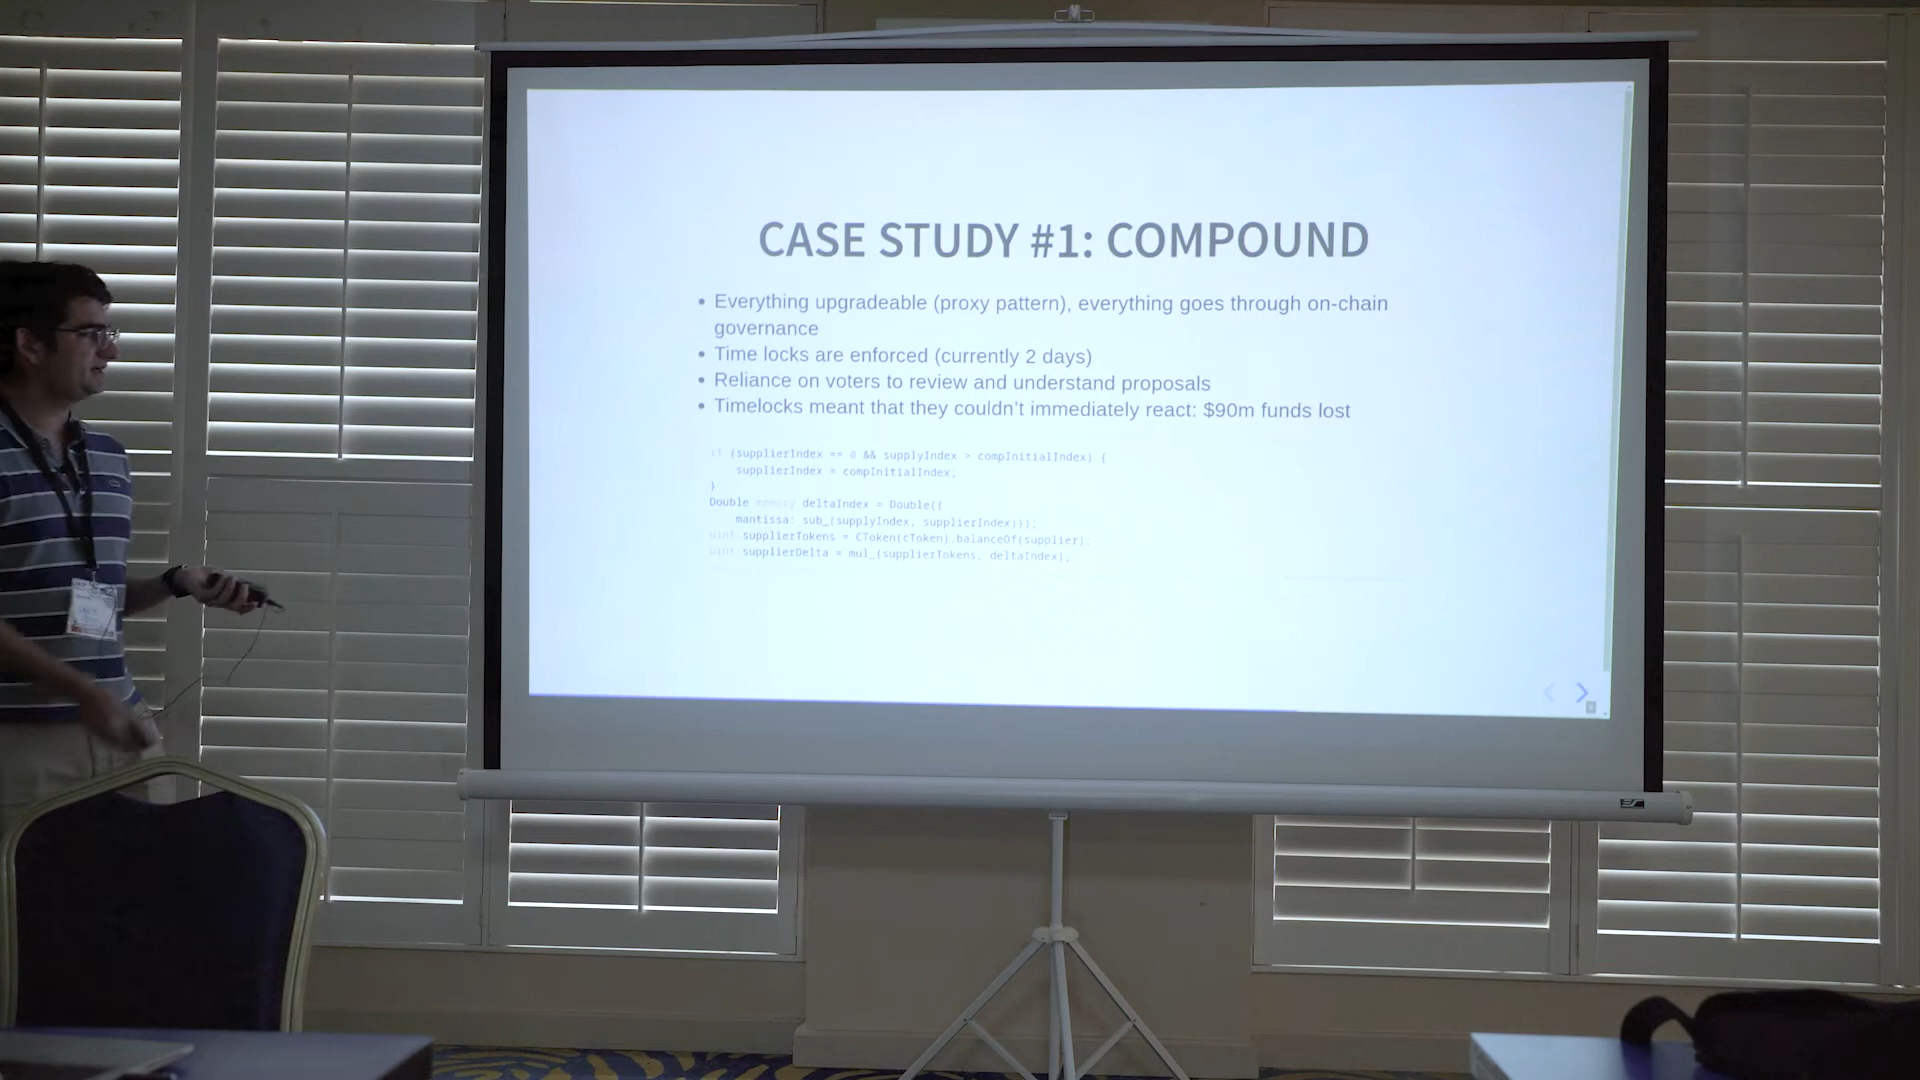 CASE STUDY #1: COMPOUND
• Everything upgradeable (proxy pattern), everything goes through on-chain
governance
• Time locks are enforced (currently 2 days)
• Reliance on voters to review and understand proposals
• Timelocks meant that they couldn't immediately react: $90m funds lost
if (supplierIndex == 0 && supplyIndex > compInitialIndex) {
supplierIndex = compInitialIndex;
}
Double memory deltaIndex = Double({
mantissa: sub_(supplyIndex, supplierIndex)});
uint supplierTokens = CToken(cToken).balanceOf(supplier);
uint supplierDelta = mul_(supplierTokens, deltaIndex);